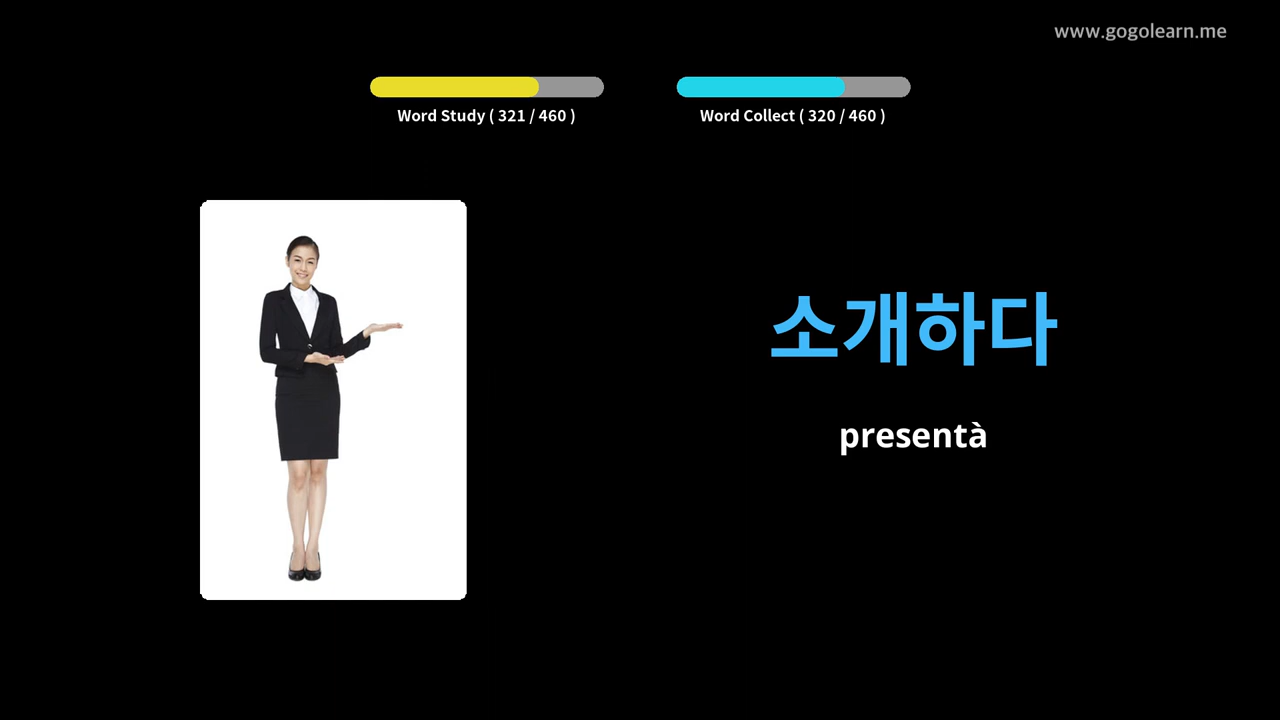 www.gogolearn.me
Word Study ( 321 / 460 )
Word Collect ( 320 / 460 )
소개하다
presentà